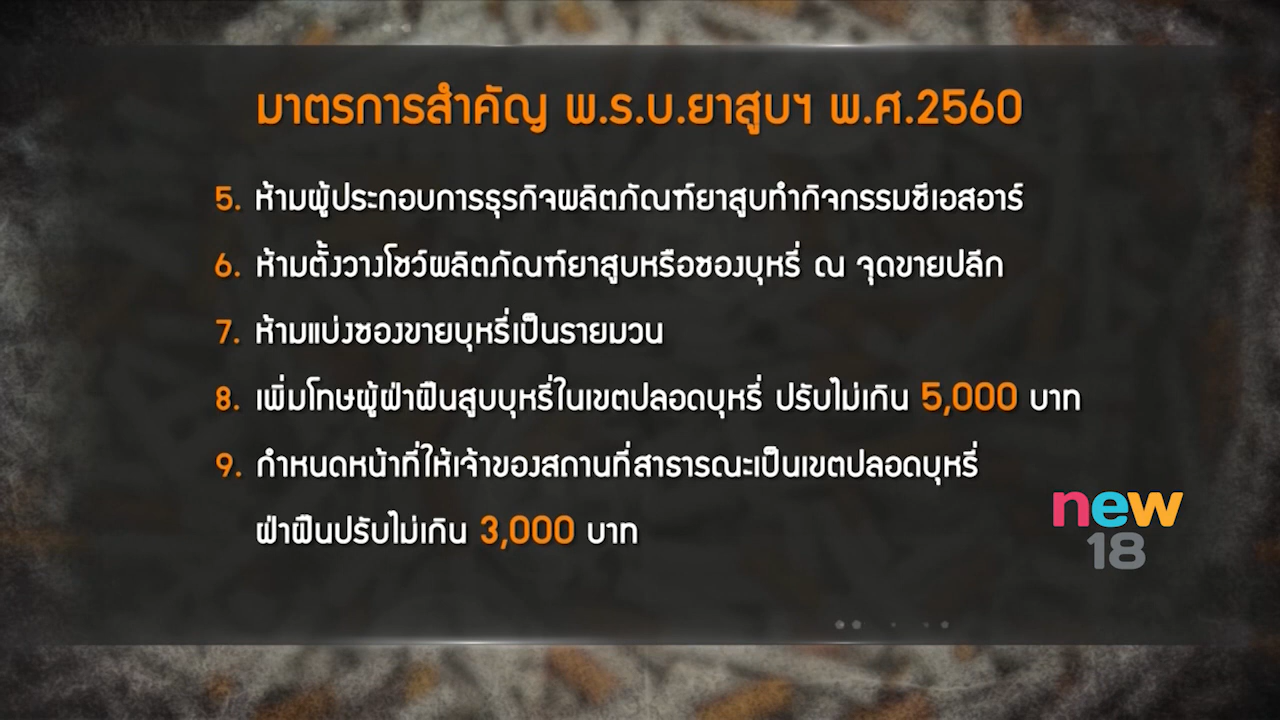 มาตรการสำคัญ พ.ร.บ.ยาสูบฯ พ.ศ.2560
5. ห้ามผู้ประกอบการธุรกิจผลิตภัณฑ์ยาสูบทำกิจกรรมซีเอสอาร์
6. ห้ามตั้งวางโชว์ผลิตภัณฑ์ยาสูบหรือซองบุหรี่ ณ จุดขายปลีก
7. ห้ามแบ่งซองขายบุหรี่เป็นรายมวน
8. เพิ่มโทษผู้ฝ่าฝืนสูบบุหรี่ในเขตปลอดบุหรี่ ปรับไม่เกิน 5,000 บาท
9. กำหนดหน้าที่ให้เจ้าของสถานที่สาธารณะเป็นเขตปลอดบุหรี่
ฝ่าฝืนปรับไม่เกิน 3,000 บาท
new
18